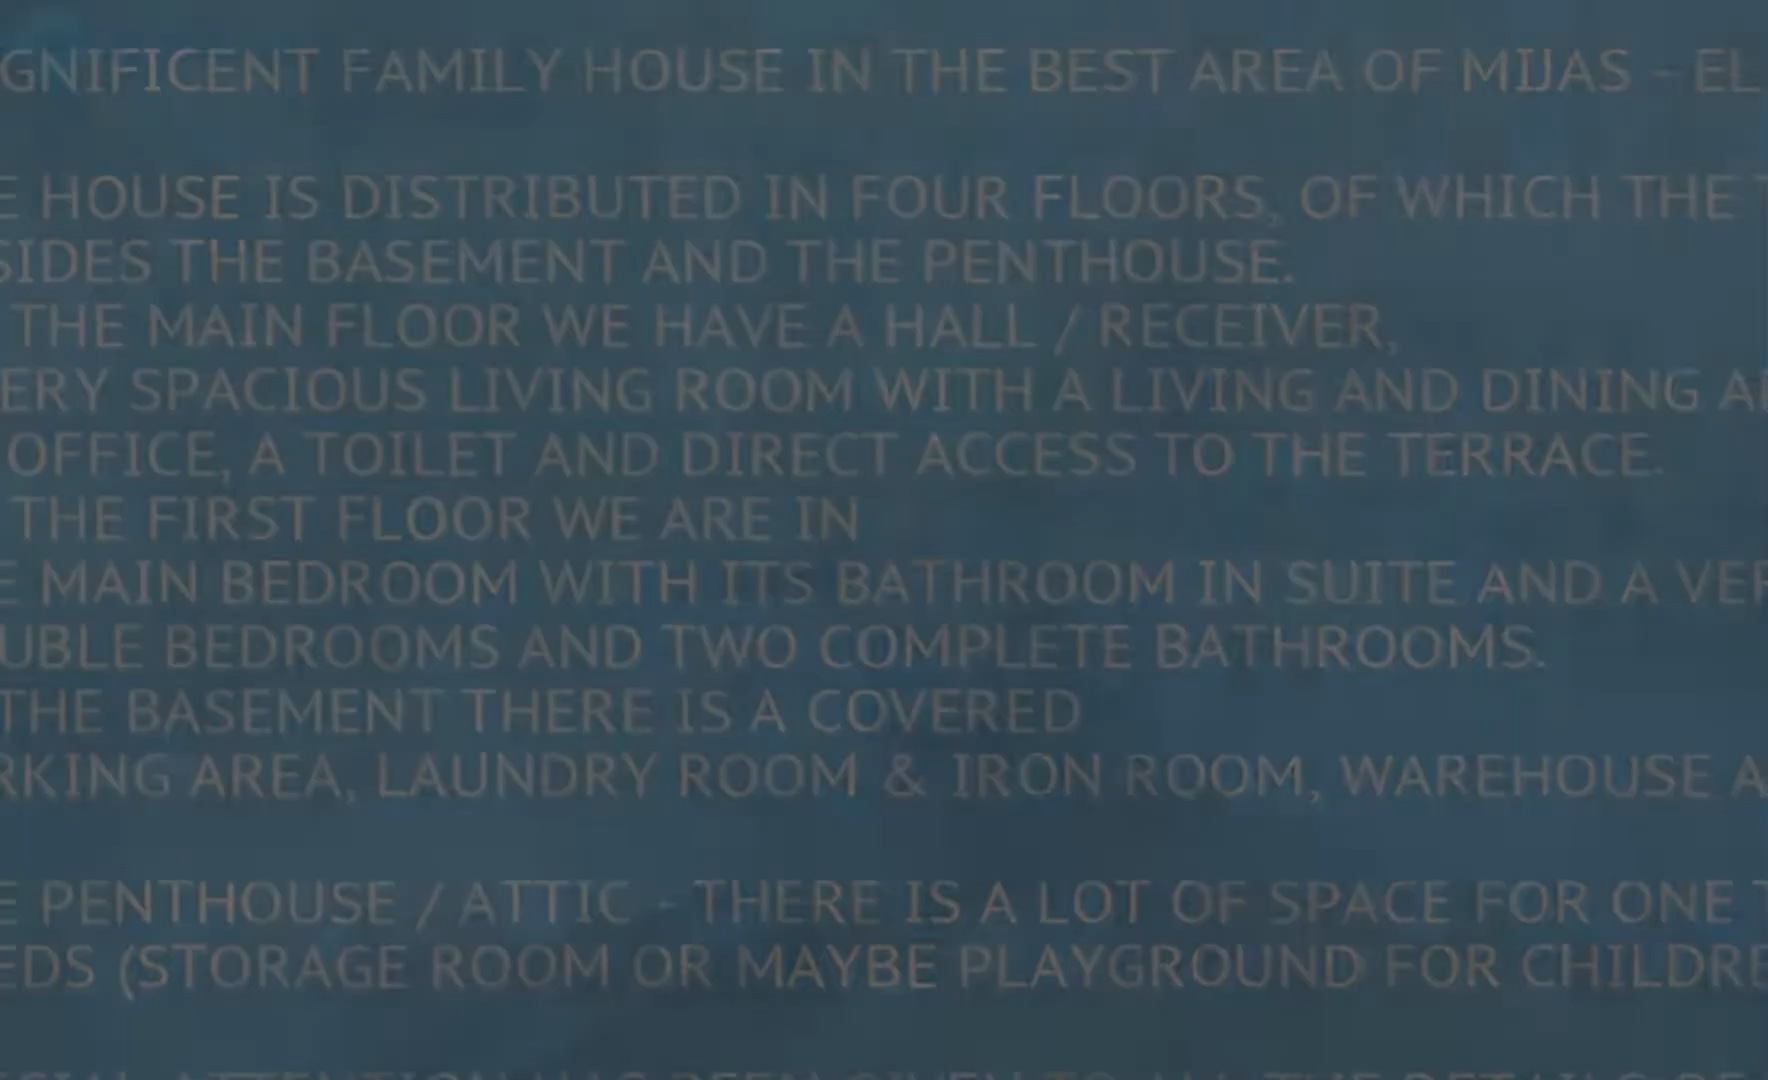 GNIFICENT FAMILY HOUSE IN THE BEST AREA OF MIJAS - EL
E HOUSE IS DISTRIBUTED IN FOUR FLOORS, OF WHICH THE
SIDES THE BASEMENT AND THE PENTHOUSE.
THE MAIN FLOOR WE HAVE A HALL / RECEIVER,
ERY SPACIOUS LIVING ROOM WITH A LIVING AND DINING
OFFICE, A TOILET AND DIRECT ACCESS TO THE TERRACE.
THE FIRST FLOOR WE ARE IN
E MAIN BEDROOM WITH ITS BATHROOM IN SUITE AND A VER
UBLE BEDROOMS AND TWO COMPLETE BATHROOMS.
THE BASEMENT THERE IS A COVERED
RKING AREA, LAUNDRY ROOM & IRON ROOM, WAREHOUSE A
E PENTHOUSE / ATTIC - THERE IS A LOT OF SPACE FOR ONE
EDS (STORAGE ROOM OR MAYBE PLAYGROUND FOR CHILDRE